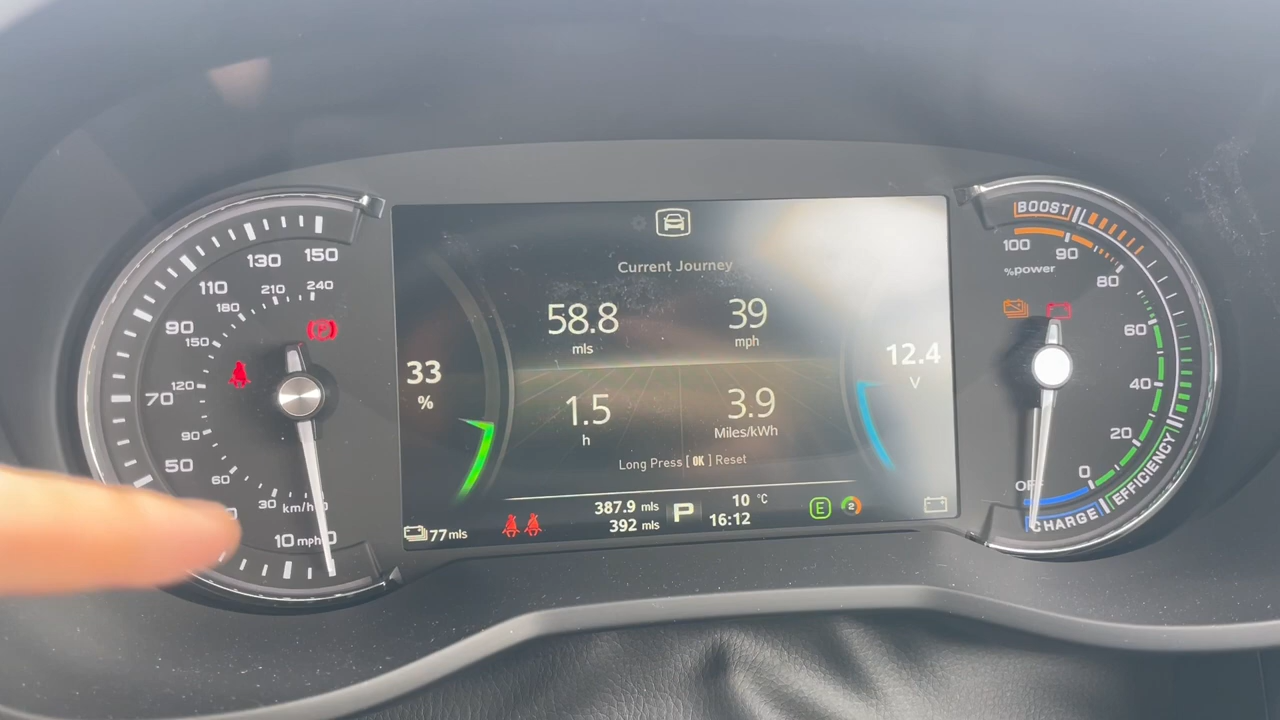 150
130
110
90
70
50
10 mph
240
210
180
150
120
90
60
30 km/h
Current Journey
58.8
mls
39
mph
1.5
h
3.9
Miles/kWh
Long Press [ OK ] Reset
33
%
12.4
V
77 mls
387.9 mls
392 mls
P
10 °C
16:12
E
2
BOOST
100
90
80
%power
60
40
20
0
CHARGE
EFFICIENCY